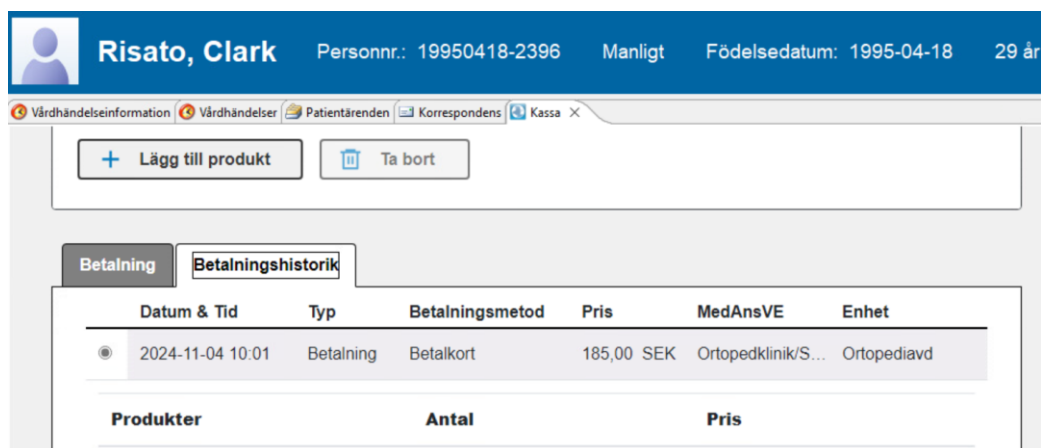 Risato, Clark Personnr.: 19950418-2396 Manligt Födelsedatum: 1995-04-18 29 år
Vårdhändelseinformation Vårdhändelser Patientärenden Korrespondens Kassa
Lägg till produkt Ta bort
Betalning Betalningshistorik
Datum & Tid Typ Betalningsmetod Pris MedAnsVE Enhet
2024-11-04 10:01 Betalning Betalkort 185,00 SEK Ortopedklinik/S... Ortopediavd
Produkter Antal Pris